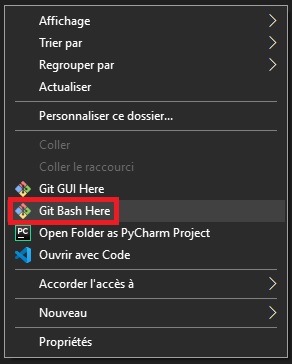 Affichage
Trier par
Regrouper par
Actualiser
Personnaliser ce dossier...
Coller
Coller le raccourci
Git GUI Here
Git Bash Here
PC
Open Folder as PyCharm Project
Ouvrir avec Code
Accorder l'accès à
Nouveau
Propriétés